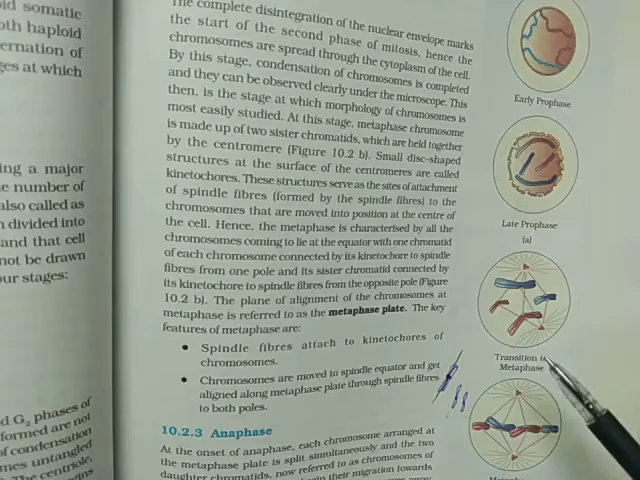 oid somatic
oth haploid
ernation of
ges at which
ing a major
e number of
also called as
n divided into
and that cell
not be drawn
our stages:
d G₂ phases of
formed are not
of condensation
mes untangled
The centriole,
The complete disintegration of the nuclear envelope marks
the start of the second phase of mitosis, hence the
chromosomes are spread through the cytoplasm of the cell.
By this stage, condensation of chromosomes is completed
and they can be observed clearly under the microscope. This
then, is the stage at which morphology of chromosomes is
most easily studied. At this stage, metaphase chromosome
is made up of two sister chromatids, which are held together
by the centromere (Figure 10.2 b). Small disc-shaped
structures at the surface of the centromeres are called
kinetochores. These structures serve as the sites of attachment
of spindle fibres (formed by the spindle fibres) to the
chromosomes that are moved into position at the centre of
the cell. Hence, the metaphase is characterised by all the
chromosomes coming to lie at the equator with one chromatid
of each chromosome connected by its kinetochore to spindle
fibres from one pole and its sister chromatid connected by
its kinetochore to spindle fibres from the opposite pole (Figure
10.2 b). The plane of alignment of the chromosomes at
metaphase is referred to as the metaphase plate. The key
features of metaphase are:
• Spindle fibres attach to kinetochores of
chromosomes.
• Chromosomes are moved to spindle equator and get
aligned along metaphase plate through spindle fibres
to both poles.
10.2.3 Anaphase
At the onset of anaphase, each chromosome arranged at
the metaphase plate is split simultaneously and the two
daughter chromatids, now referred to as chromosomes of
their migration towards
Early Prophase
Late Prophase
(a)
Transition to
Metaphase